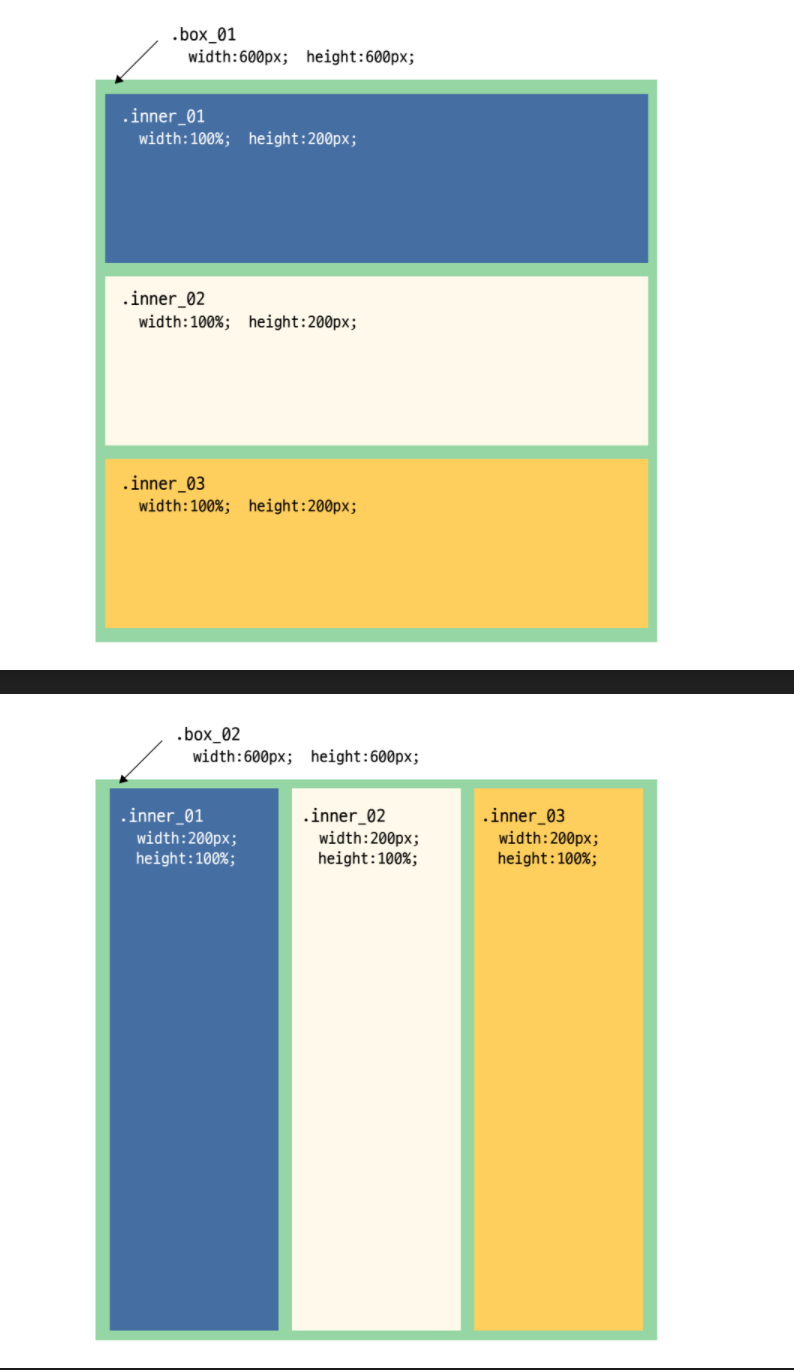 .box_01
width:600px; height:600px;
.inner_01
width:100%; height:200px;
.inner_02
width:100%; height:200px;
.inner_03
width:100%; height:200px;
.box_02
width:600px; height:600px;
.inner_01
width:200px;
height:100%;
.inner_02
width:200px;
height:100%;
.inner_03
width:200px;
height:100%;